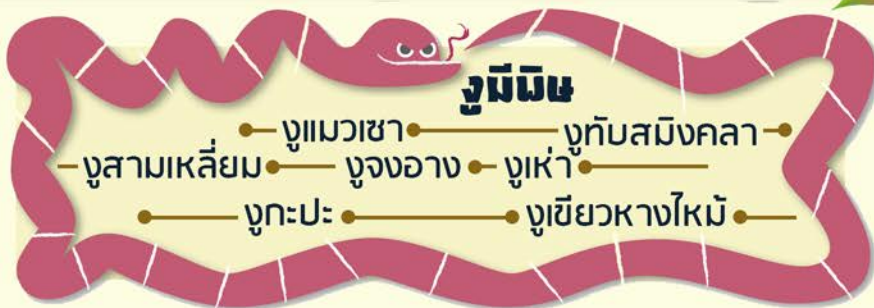 งูมีพิษ
งูแมวเซา งูทับสมิงคลา
งูสามเหลี่ยม งูจงอาง งูเห่า
งูกะปะ งูเขียวหางไหม้